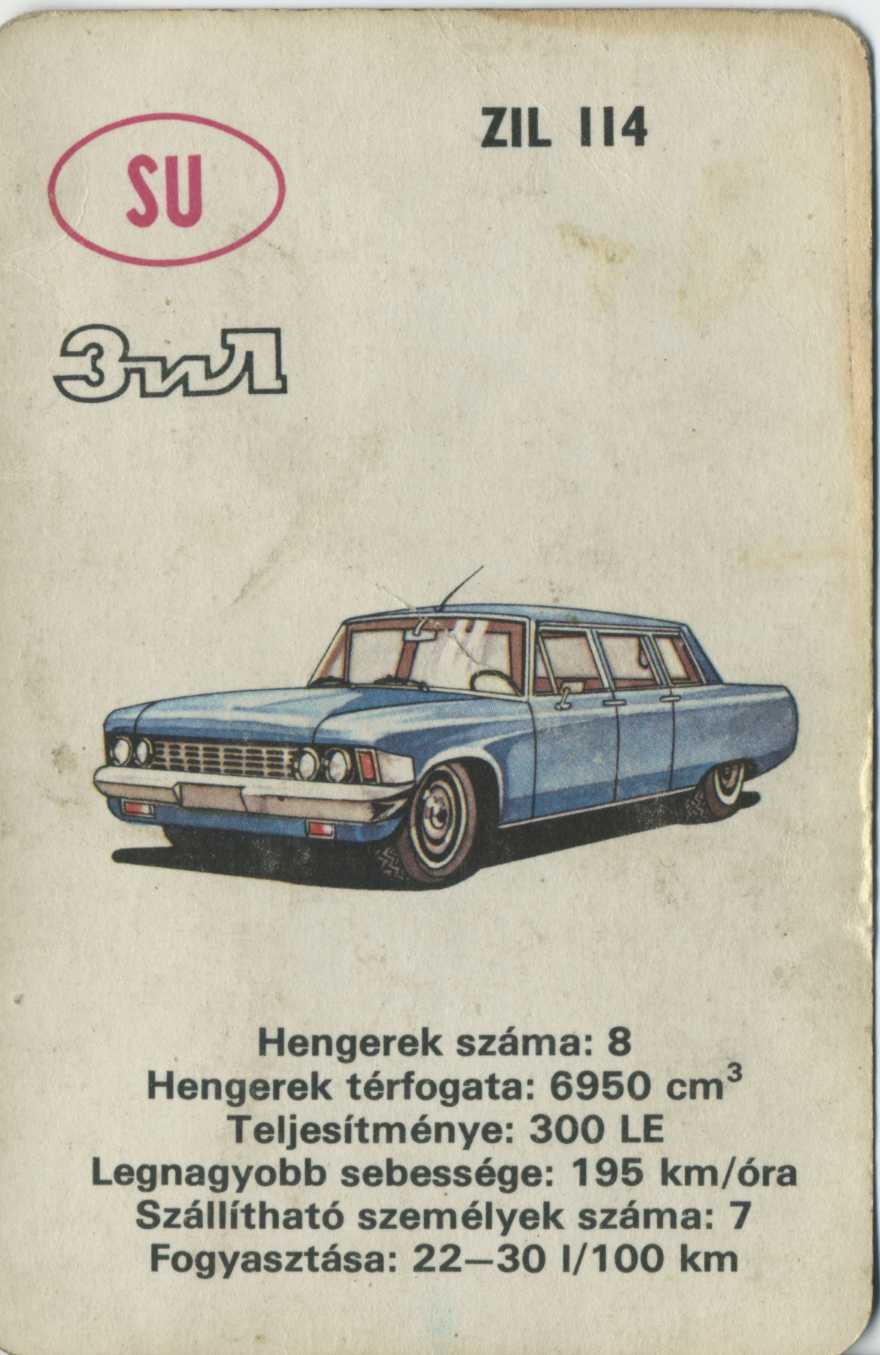 ZIL 114
SU
ЗиЛ
Hengerek száma: 8
Hengerek térfogata: 6950 cm³
Teljesítménye: 300 LE
Legnagyobb sebessége: 195 km/óra
Szállítható személyek száma: 7
Fogyasztása: 22—30 l/100 km